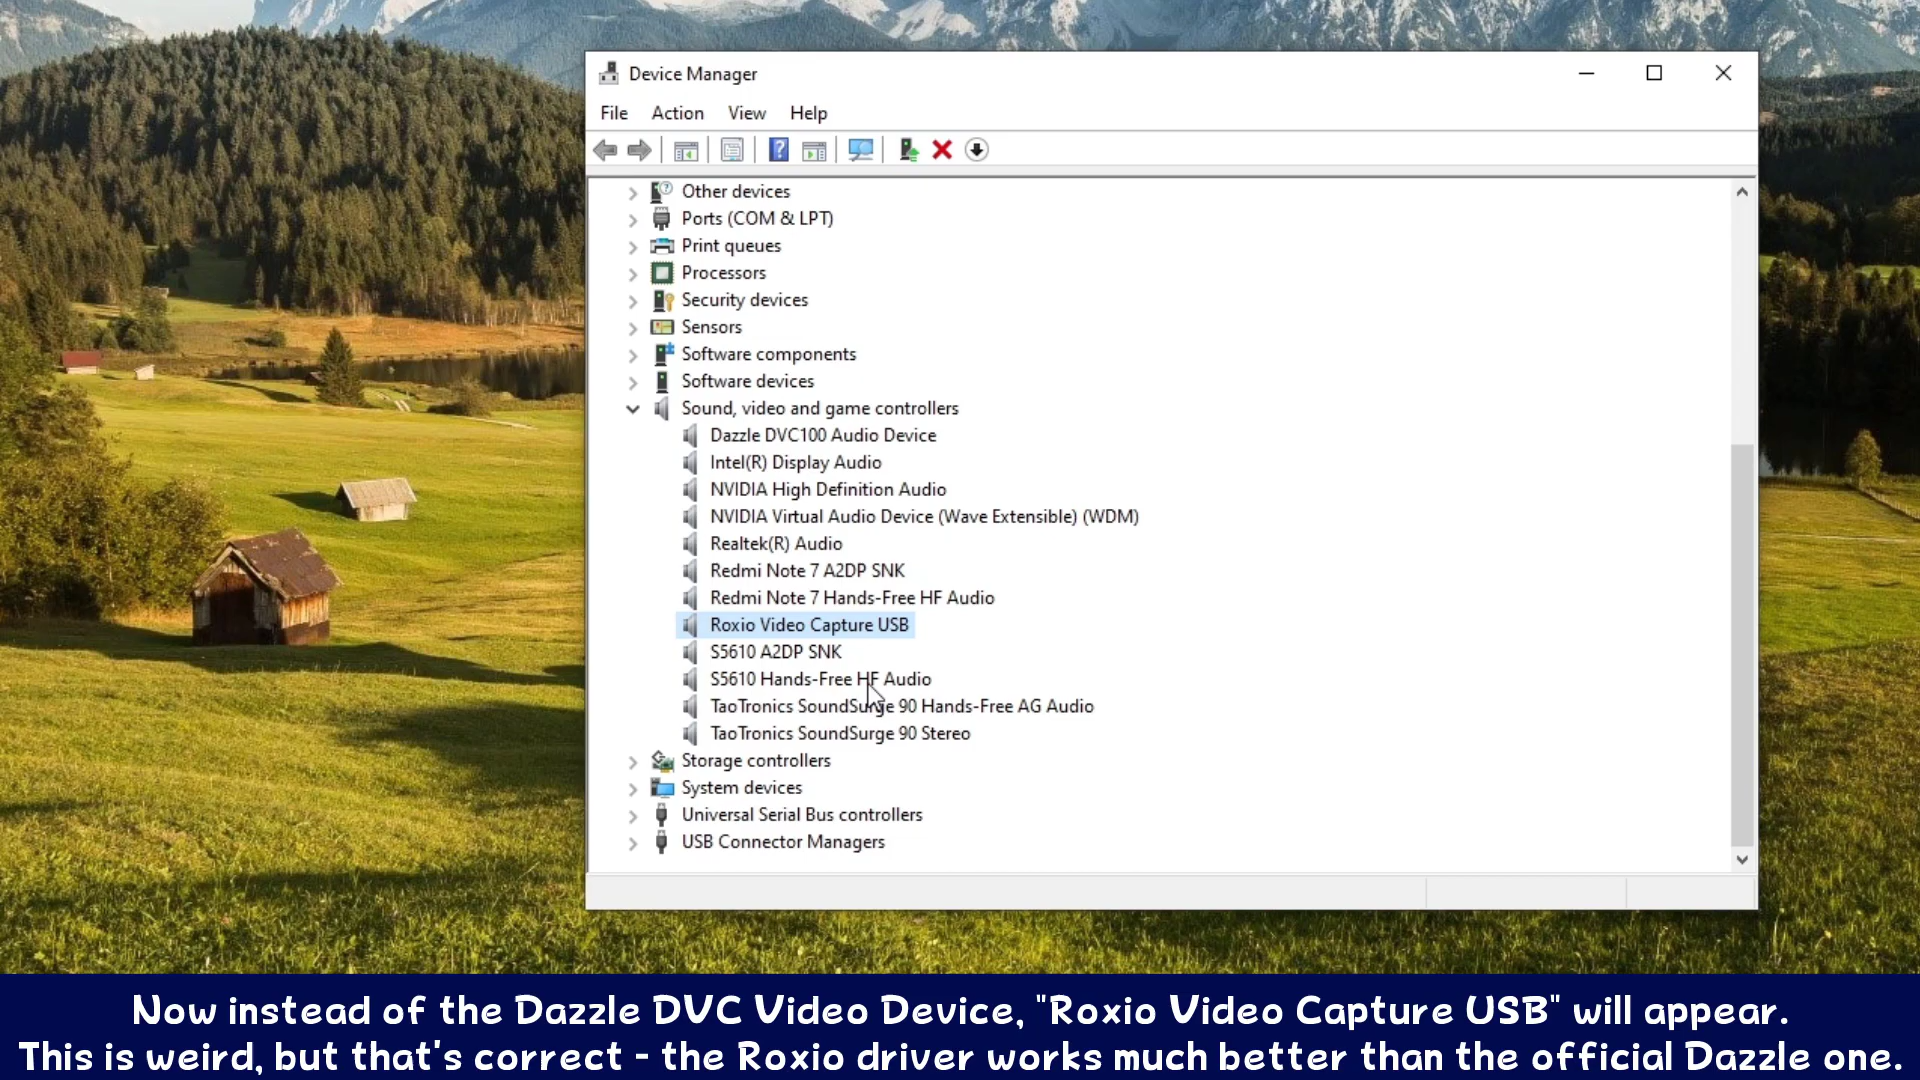 Device Manager
File Action View Help
Other devices
Ports (COM & LPT)
Print queues
Processors
Security devices
Sensors
Software components
Software devices
Sound, video and game controllers
Dazzle DVC100 Audio Device
Intel(R) Display Audio
NVIDIA High Definition Audio
NVIDIA Virtual Audio Device (Wave Extensible) (WDM)
Realtek(R) Audio
Redmi Note 7 A2DP SNK
Redmi Note 7 Hands-Free HF Audio
Roxio Video Capture USB
S5610 A2DP SNK
S5610 Hands-Free HF Audio
TaoTronics SoundSurge 90 Hands-Free AG Audio
TaoTronics SoundSurge 90 Stereo
Storage controllers
System devices
Universal Serial Bus controllers
USB Connector Managers
Now instead of the Dazzle DVC Video Device, "Roxio Video Capture USB" will appear.
This is weird, but that's correct - the Roxio driver works much better than the official Dazzle one.